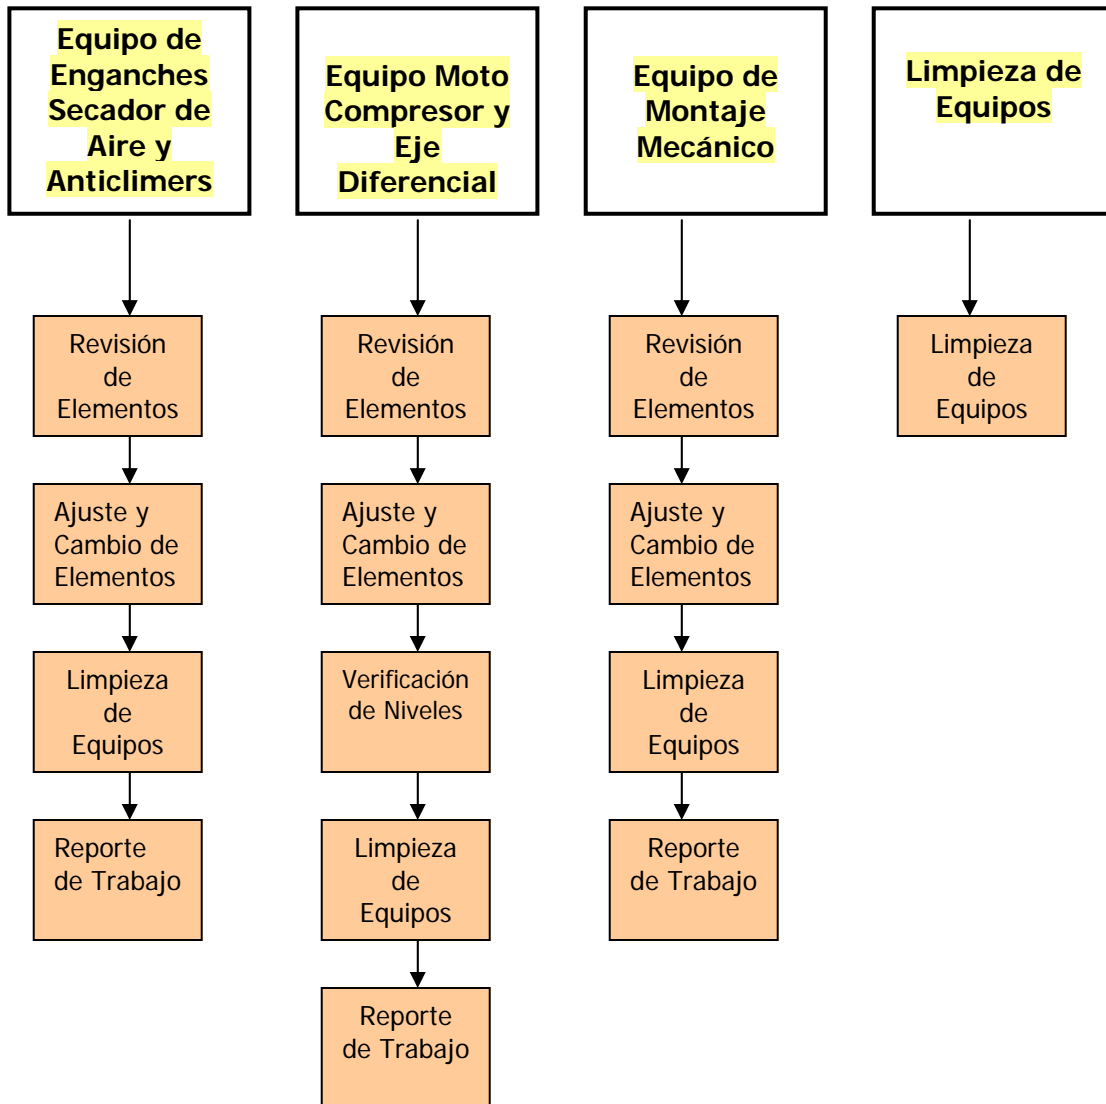 Equipo de
Enganches
Secador de
Aire y
Anticlimers
Equipo Moto
Compresor y
Eje
Diferencial
Equipo de
Montaje
Mecánico
Limpieza de
Equipos
Revisión
de
Elementos
Revisión
de
Elementos
Revisión
de
Elementos
Limpieza
de
Equipos
Ajuste y
Cambio de
Elementos
Ajuste y
Cambio de
Elementos
Ajuste y
Cambio de
Elementos
Limpieza
de
Equipos
Verificación
de Niveles
Limpieza
de
Equipos
Reporte
de Trabajo
Limpieza
de
Equipos
Reporte
de Trabajo
Reporte
de Trabajo